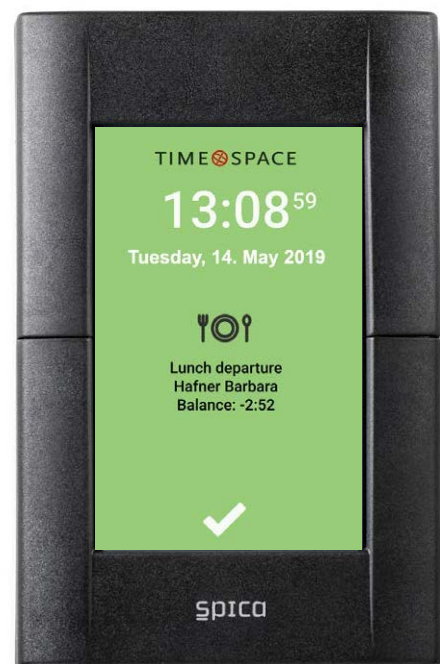 TIME SPACE
13:08 59
Tuesday, 14. May 2019
Lunch departure
Hafner Barbara
Balance: -2:52
spica